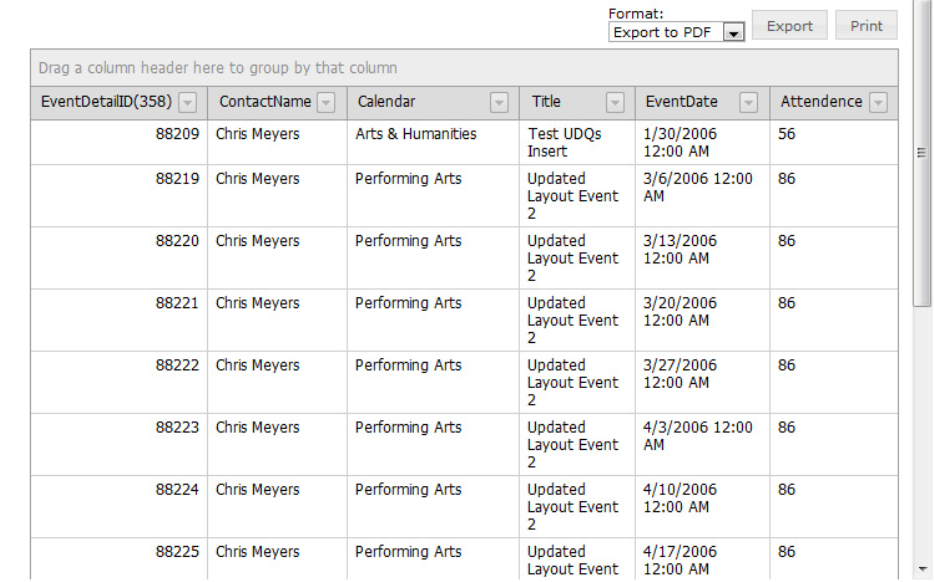 Format:
Export to PDF Export Print
Drag a column header here to group by that column
EventDetailID(358) ContactName Calendar Title EventDate Attendence
88209 Chris Meyers Arts & Humanities Test UDQs 1/30/2006 56
Insert 12:00 AM
88219 Chris Meyers Performing Arts Updated 3/6/2006 12:00 86
Layout Event AM
2
88220 Chris Meyers Performing Arts Updated 3/13/2006 86
Layout Event 12:00 AM
2
88221 Chris Meyers Performing Arts Updated 3/20/2006 86
Layout Event 12:00 AM
2
88222 Chris Meyers Performing Arts Updated 3/27/2006 86
Layout Event 12:00 AM
2
88223 Chris Meyers Performing Arts Updated 4/3/2006 12:00 86
Layout Event AM
2
88224 Chris Meyers Performing Arts Updated 4/10/2006 86
Layout Event 12:00 AM
2
88225 Chris Meyers Performing Arts Updated 4/17/2006 86
Layout Event 12:00 AM